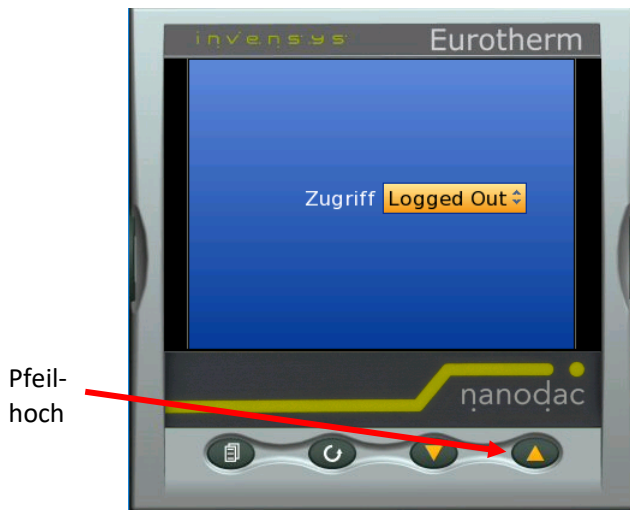 invensys
Eurotherm
Zugriff Logged Out
Pfeil-
hoch
nanodac